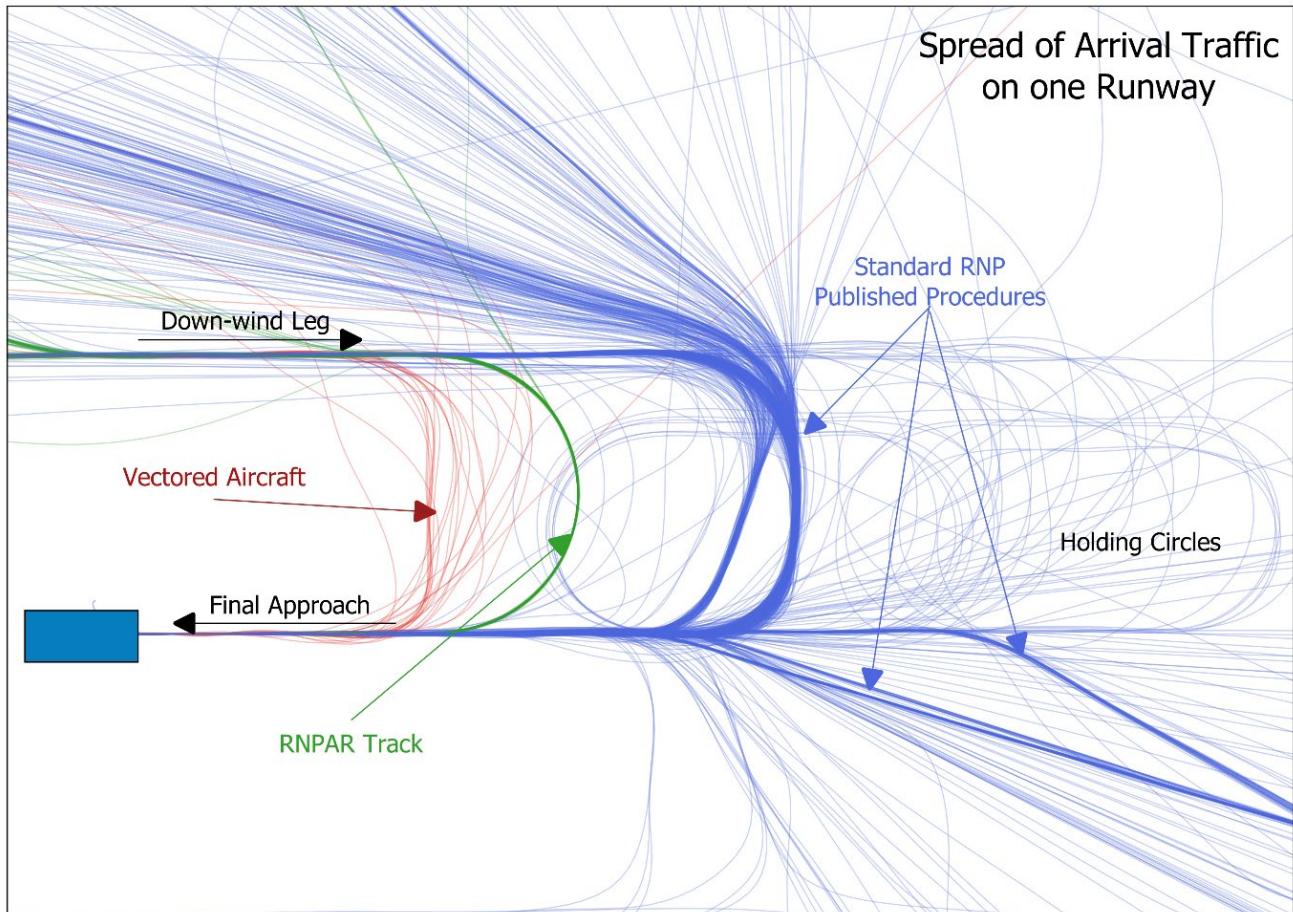 Spread of Arrival Traffic
on one Runway
Standard RNP
Published Procedures
Down-wind Leg
Vectored Aircraft
Holding Circles
Final Approach
RNPAR Track